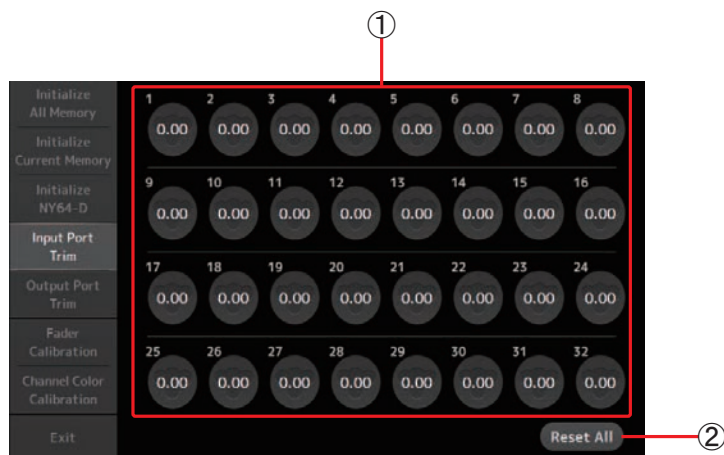 ①
Initialize
All Memory
Initialize
Current Memory
Initialize
NY64-D
Input Port
Trim
Output Port
Trim
Fader
Calibration
Channel Color
Calibration
Exit
1 2 3 4 5 6 7 8
0.00 0.00 0.00 0.00 0.00 0.00 0.00 0.00
9 10 11 12 13 14 15 16
0.00 0.00 0.00 0.00 0.00 0.00 0.00 0.00
17 18 19 20 21 22 23 24
0.00 0.00 0.00 0.00 0.00 0.00 0.00 0.00
25 26 27 28 29 30 31 32
0.00 0.00 0.00 0.00 0.00 0.00 0.00 0.00
Reset All ②